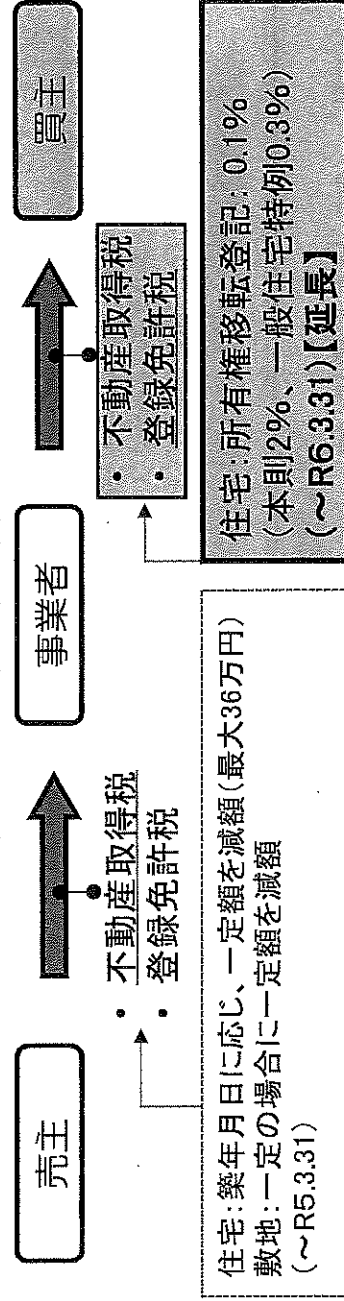 売主
事業者
買主
・不動産取得税
・登録免許税
・不動産取得税
・登録免許税
住宅:築年月日に応じ、一定額を減額(最大36万円)
敷地:一定の場合に一定額を減額
(~R5.3.31)
住宅:所有権移転登記:0.1%
(本則2%、一般住宅特例0.3%)
(~R6.3.31)【延長】